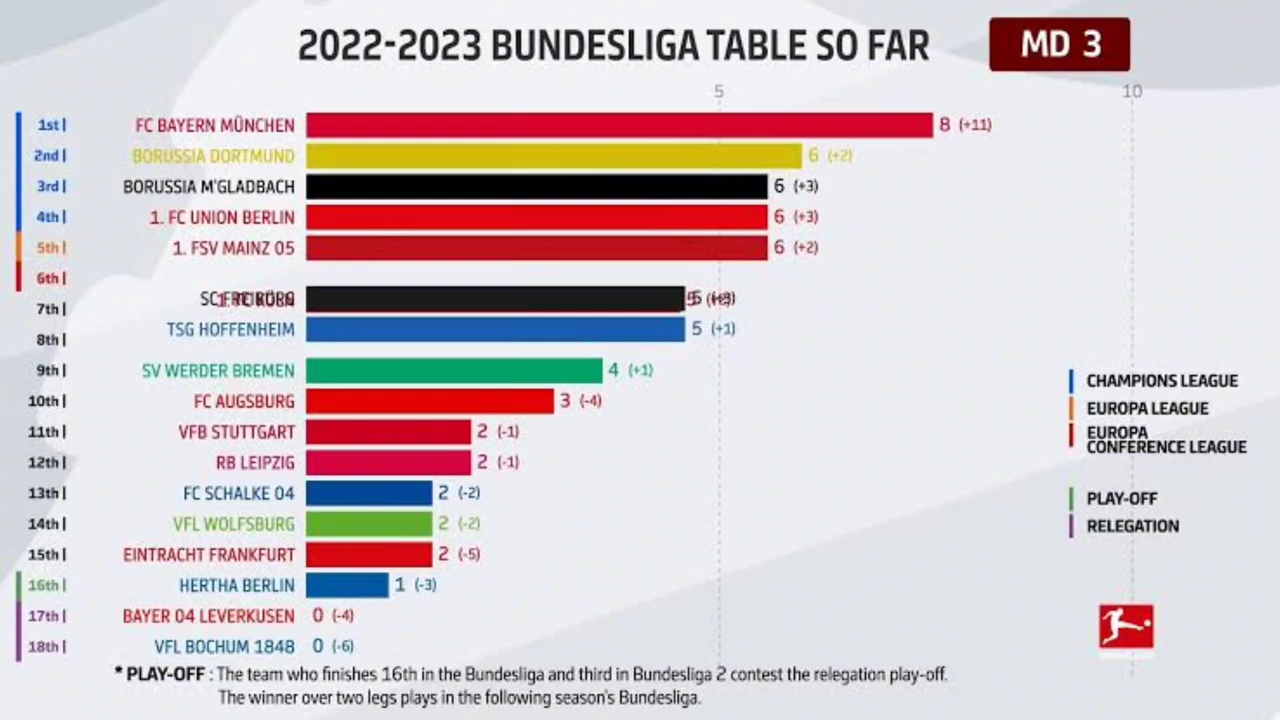 2022-2023 BUNDESLIGA TABLE SO FAR
MD 3
5 10
1st | FC BAYERN MÜNCHEN 8 (+11)
2nd | BORUSSIA DORTMUND 6 (+2)
3rd | BORUSSIA M'GLADBACH 6 (+3)
4th | 1. FC UNION BERLIN 6 (+3)
5th | 1. FSV MAINZ 05 6 (+2)
6th |
7th |
TSG HOFFENHEIM 5 (+1)
8th |
9th | SV WERDER BREMEN 4 (+1)
10th | FC AUGSBURG 3 (-4)
11th | VFB STUTTGART 2 (-1)
12th | RB LEIPZIG 2 (-1)
13th | FC SCHALKE 04 2 (-2)
14th | VFL WOLFSBURG 2 (-2)
15th | EINTRACHT FRANKFURT 2 (-5)
16th | HERTHA BERLIN 1 (-3)
17th | BAYER 04 LEVERKUSEN 0 (-4)
18th | VFL BOCHUM 1848 0 (-6)
CHAMPIONS LEAGUE
EUROPA LEAGUE
EUROPA
CONFERENCE LEAGUE
PLAY-OFF
RELEGATION
* PLAY-OFF : The team who finishes 16th in the Bundesliga and third in Bundesliga 2 contest the relegation play-off.
The winner over two legs plays in the following season's Bundesliga.